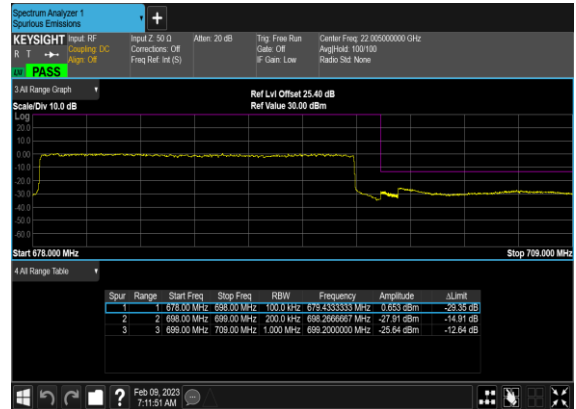 Spectrum Analyzer 1
Spurious Emissions
KEYSIGHT Input: RF Input Z: 50 Ω Atten: 20 dB Trig: Free Run Center Freq: 22.005000000 GHz
R T Coupling: DC Corrections: Off Gate: Off Avg|Hold: 100/100
Align: Off Freq Ref: Int (S) IF Gain: Low Radio Std: None
PASS
3 All Range Graph
Ref Lvl Offset 25.40 dB
Scale/Div 10.0 dB Ref Value 30.00 dBm
Log
20.0
10.0
0.00
-10.0
-20.0
-30.0
-40.0
-50.0
-60.0
Start 678.000 MHz Stop 709.000 MHz
4 All Range Table
Spur Range Start Freq Stop Freq RBW Frequency Amplitude ΔLimit
1 1 678.00 MHz 698.00 MHz 100.0 kHz 679.4333333 MHz 0.653 dBm -29.35 dB
2 2 698.00 MHz 699.00 MHz 200.0 kHz 698.2666667 MHz -27.91 dBm -14.91 dB
3 3 699.00 MHz 709.00 MHz 1.000 MHz 699.2000000 MHz -25.64 dBm -12.64 dB
? Feb 09, 2023
7:11:51 AM